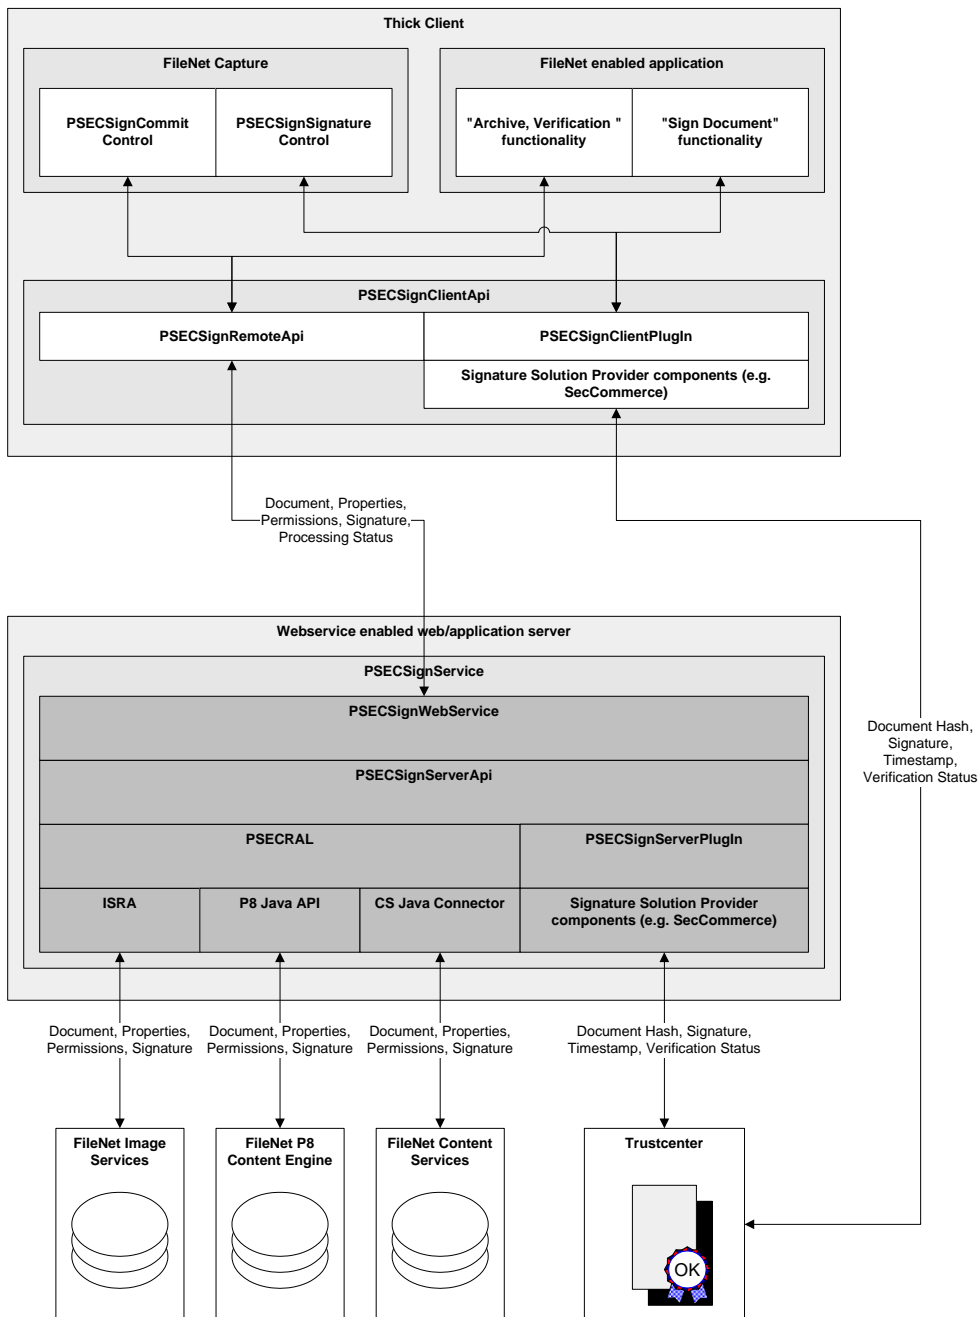 Thick Client
FileNet Capture
FileNet enabled application
PSECSignCommit
Control
PSECSignSignature
Control
"Archive, Verification "
functionality
"Sign Document"
functionality
PSECSignClientApi
PSECSignRemoteApi
PSECSignClientPlugIn
Signature Solution Provider components (e.g.
SecCommerce)
Document, Properties,
Permissions, Signature,
Processing Status
Webservice enabled web/application server
PSECSignService
PSECSignWebService
PSECSignServerApi
PSECRAL
PSECSignServerPlugIn
ISRA
P8 Java API
CS Java Connector
Signature Solution Provider
components (e.g. SecCommerce)
Document Hash,
Signature,
Timestamp,
Verification Status
Document, Properties,
Permissions, Signature
Document, Properties,
Permissions, Signature
Document, Properties,
Permissions, Signature
Document Hash, Signature,
Timestamp, Verification Status
FileNet Image
Services
FileNet P8
Content Engine
FileNet Content
Services
Trustcenter
OK